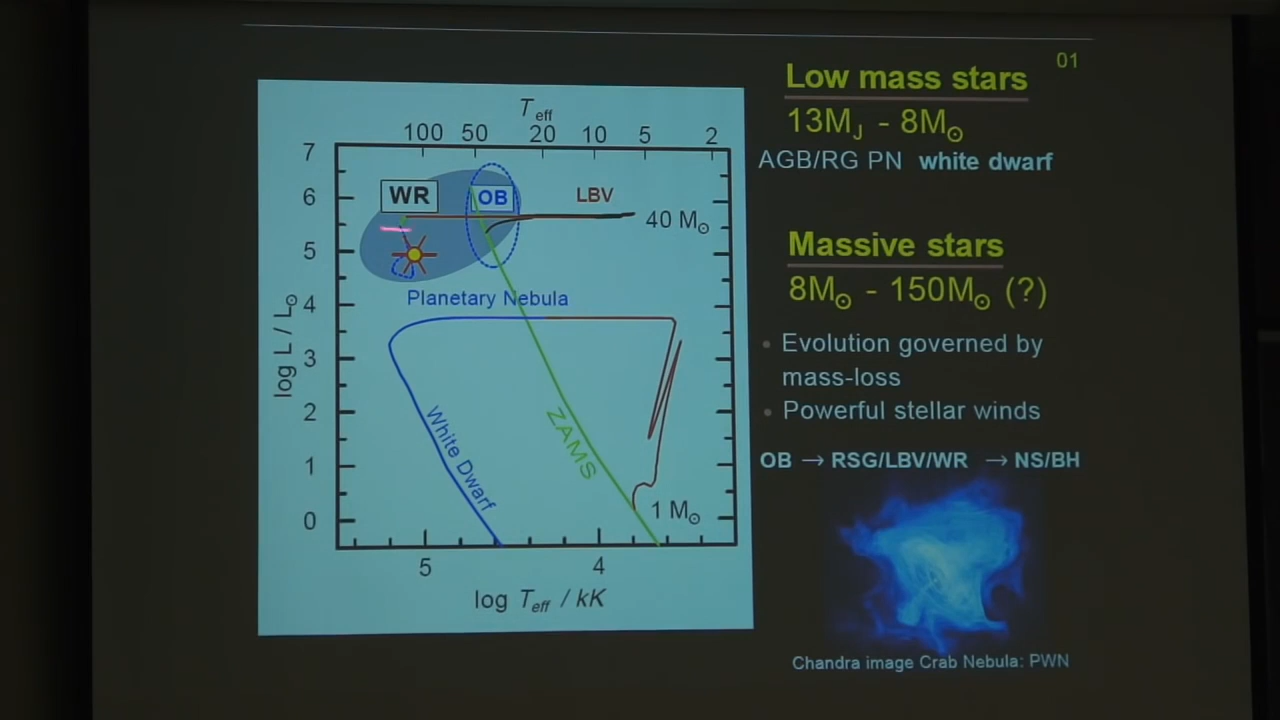 01
T eff
100 50 20 10 5 2
7
6
5
4
3
2
1
0
log L / L☉
WR
OB
LBV
40 M☉
Planetary Nebula
White Dwarf
ZAMS
1 M☉
5 4
log Teff / kK
Low mass stars
13MJ - 8M☉
AGB/RG PN white dwarf
Massive stars
8M☉ - 150M☉ (?)
• Evolution governed by
mass-loss
• Powerful stellar winds
OB → RSG/LBV/WR → NS/BH
Chandra image Crab Nebula: PWN